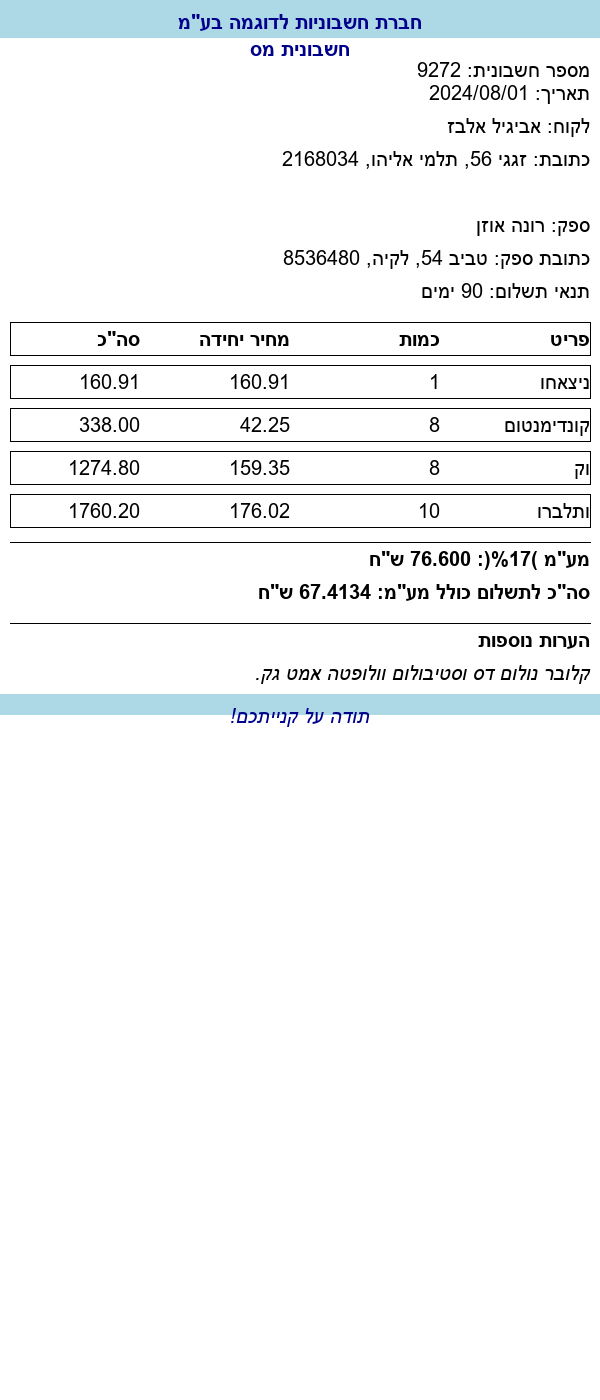 חברת חשבוניות לדוגמה בע"מ
חשבונית מס
מספר חשבונית: 9272
תאריך: 2024/08/01
לקוח: אביגיל אלבז
כתובת: זגגי 56, תלמי אליהו, 2168034
ספק: רונה אוזן
כתובת ספק: טביב 54, לקיה, 8536480
תנאי תשלום: 90 ימים
פריט כמות מחיר יחידה סה"כ
ניצאחו 1 160.91 160.91
קונדימנטום 8 42.25 338.00
וק 8 159.35 1274.80
ותלברו 10 176.02 1760.20
מע"מ )17%(: 76.600 ש"ח
סה"כ לתשלום כולל מע"מ: 67.4134 ש"ח
הערות נוספות
קלובר נולום דס וסטיבולום וולופטה אמט גק.
תודה על קנייתכם!